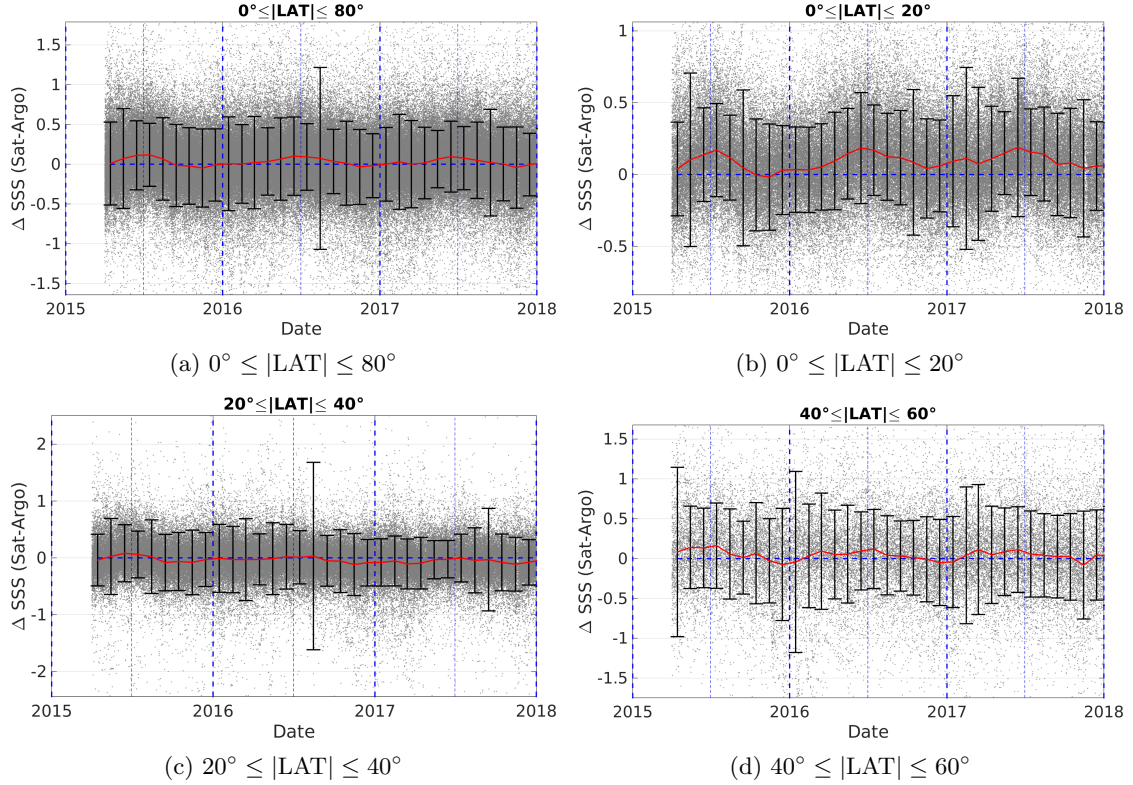 0°≤|LAT|≤ 80°
Δ SSS (Sat-Argo)
1.5
1
0.5
0
-0.5
-1
-1.5
2015 2016 2017 2018
Date
(a) 0° ≤ |LAT| ≤ 80°
0°≤|LAT|≤ 20°
Δ SSS (Sat-Argo)
1
0.5
0
-0.5
2015 2016 2017 2018
Date
(b) 0° ≤ |LAT| ≤ 20°
20°≤|LAT|≤ 40°
Δ SSS (Sat-Argo)
2
1
0
-1
-2
2015 2016 2017 2018
Date
(c) 20° ≤ |LAT| ≤ 40°
40°≤|LAT|≤ 60°
Δ SSS (Sat-Argo)
1.5
1
0.5
0
-0.5
-1
-1.5
2015 2016 2017 2018
Date
(d) 40° ≤ |LAT| ≤ 60°